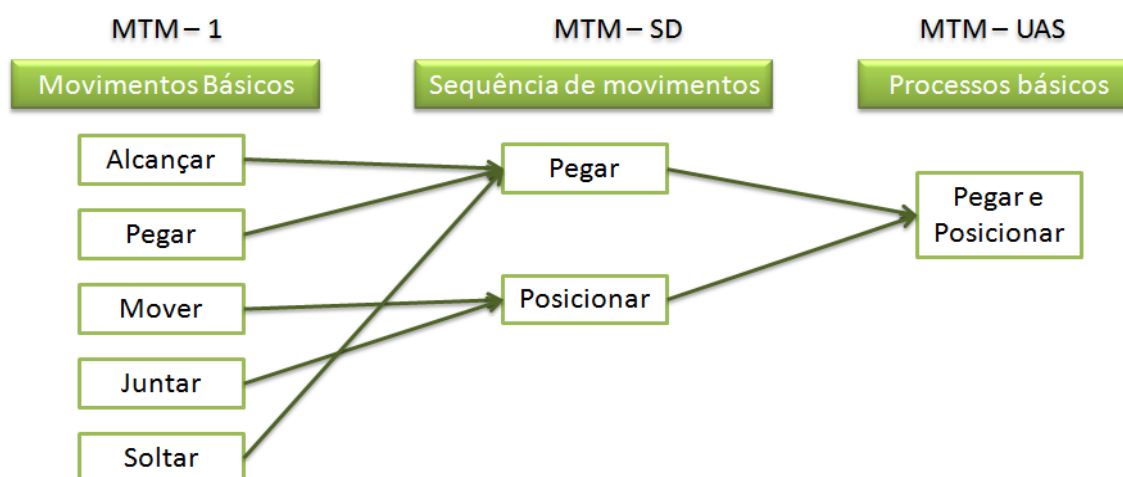 MTM – 1
MTM – SD
MTM – UAS
Movimentos Básicos
Sequência de movimentos
Processos básicos
Alcançar
Pegar
Mover
Juntar
Soltar
Pegar
Posicionar
Pegar e
Posicionar